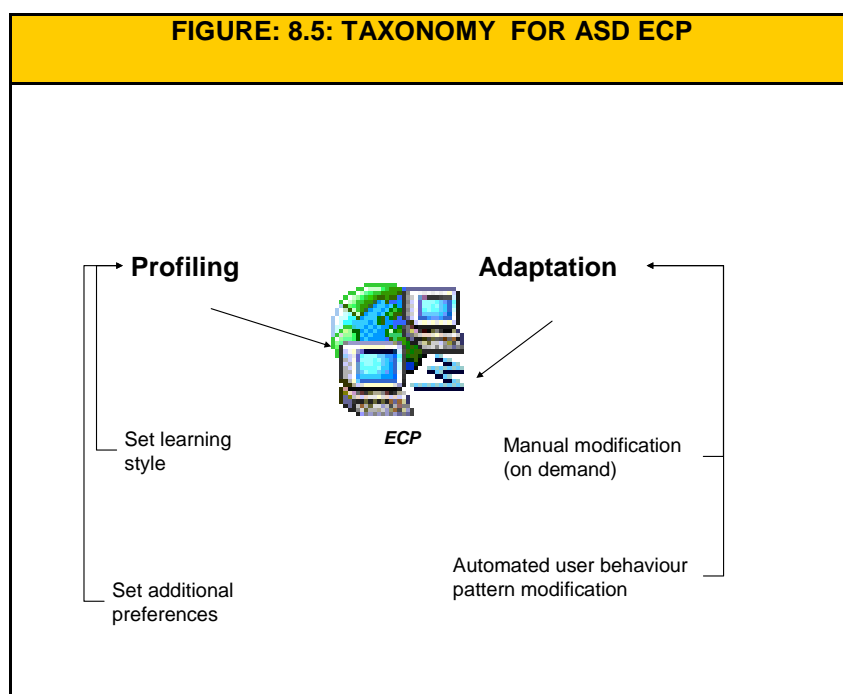 FIGURE: 8.5: TAXONOMY FOR ASD ECP
Profiling
Adaptation
ECP
Set learning
style
Manual modification
(on demand)
Set additional
preferences
Automated user behaviour
pattern modification